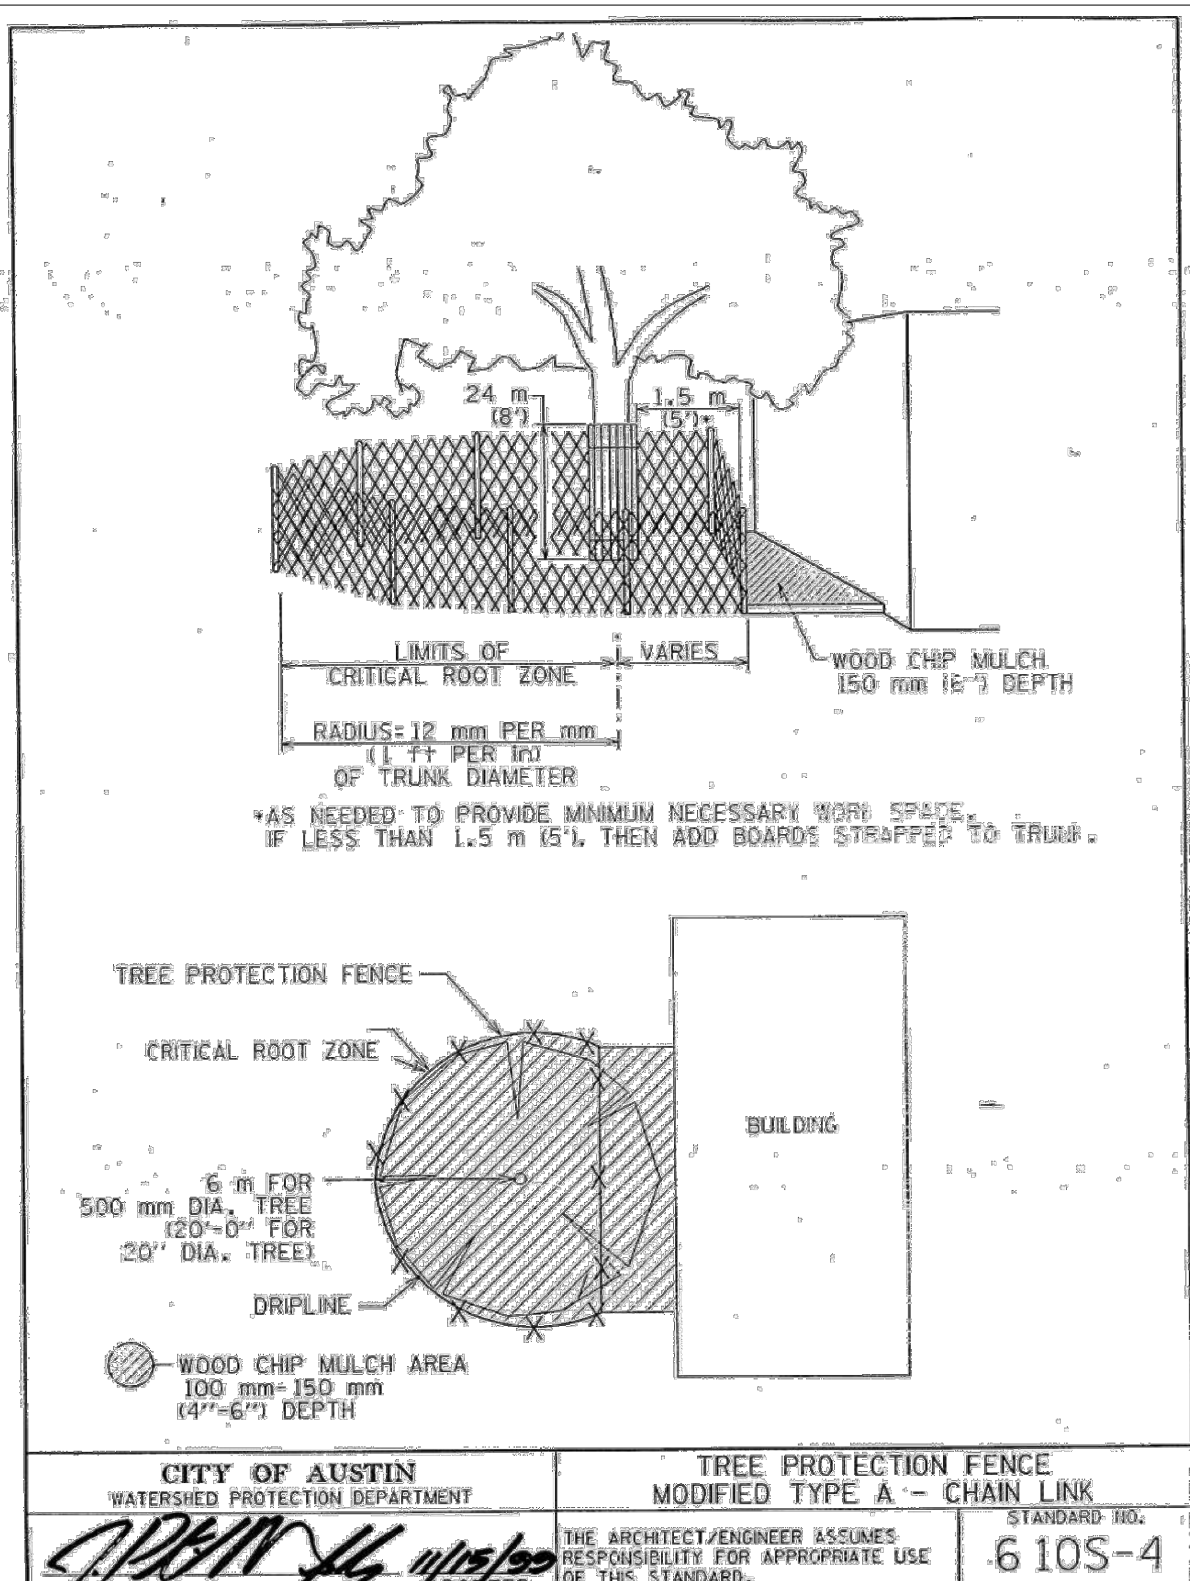 24 m
(8')
1.5 m
(5')*
LIMITS OF
CRITICAL ROOT ZONE
VARIES
WOOD CHIP MULCH
150 mm (6") DEPTH
RADIUS=12 mm PER mm
(1 ft PER in)
OF TRUNK DIAMETER
*AS NEEDED TO PROVIDE MINIMUM NECESSARY WORK SPACE.
IF LESS THAN 1.5 m (5'), THEN ADD BOARDS STRAPPED TO TRUNK.
TREE PROTECTION FENCE
CRITICAL ROOT ZONE
BUILDING
6 m FOR
500 mm DIA. TREE
(20'-0" FOR
20" DIA. TREE)
DRIPLINE
WOOD CHIP MULCH AREA
100 mm-150 mm
(4"-6") DEPTH
CITY OF AUSTIN
WATERSHED PROTECTION DEPARTMENT
TREE PROTECTION FENCE
MODIFIED TYPE A - CHAIN LINK
11/15/99
THE ARCHITECT/ENGINEER ASSUMES
RESPONSIBILITY FOR APPROPRIATE USE
OF THIS STANDARD.
STANDARD NO.
610S-4